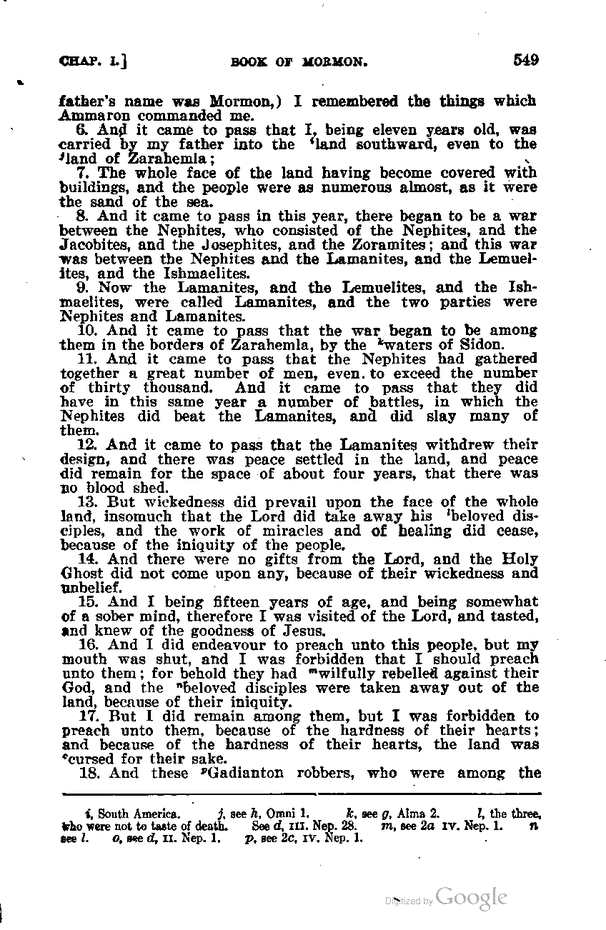 CHAP. I.] BOOK OF MORMON. 549
father's name was Mormon,) I remembered the things which
Ammaron commanded me.
6. And it came to pass that I, being eleven years old, was
carried by my father into the ⁱland southward, even to the
ʲland of Zarahemla;
7. The whole face of the land having become covered with
buildings, and the people were as numerous almost, as it were
the sand of the sea.
8. And it came to pass in this year, there began to be a war
between the Nephites, who consisted of the Nephites, and the
Jacobites, and the Josephites, and the Zoramites; and this war
was between the Nephites and the Lamanites, and the Lemuel-
ites, and the Ishmaelites.
9. Now the Lamanites, and the Lemuelites, and the Ish-
maelites, were called Lamanites, and the two parties were
Nephites and Lamanites.
10. And it came to pass that the war began to be among
them in the borders of Zarahemla, by the ᵏwaters of Sidon.
11. And it came to pass that the Nephites had gathered
together a great number of men, even to exceed the number
of thirty thousand. And it came to pass that they did
have in this same year a number of battles, in which the
Nephites did beat the Lamanites, and did slay many of
them.
12. And it came to pass that the Lamanites withdrew their
design, and there was peace settled in the land, and peace
did remain for the space of about four years, that there was
no blood shed.
13. But wickedness did prevail upon the face of the whole
land, insomuch that the Lord did take away his ˡbeloved dis-
ciples, and the work of miracles and of healing did cease,
because of the iniquity of the people.
14. And there were no gifts from the Lord, and the Holy
Ghost did not come upon any, because of their wickedness and
unbelief.
15. And I being fifteen years of age, and being somewhat
of a sober mind, therefore I was visited of the Lord, and tasted,
and knew of the goodness of Jesus.
16. And I did endeavour to preach unto this people, but my
mouth was shut, and I was forbidden that I should preach
unto them; for behold they had ᵐwilfully rebelled against their
God, and the ⁿbeloved disciples were taken away out of the
land, because of their iniquity.
17. But I did remain among them, but I was forbidden to
preach unto them, because of the hardness of their hearts;
and because of the hardness of their hearts, the land was
ᵒcursed for their sake.
18. And these ᵖGadianton robbers, who were among the
i, South America. j, see h, Omni 1. k, see g, Alma 2. l, the three,
who were not to taste of death. See d, III. Nep. 28. m, see 2a IV. Nep. 1. n
see l. o, see d, II. Nep. 1. p, see 2c, IV. Nep. 1.
Digitized by Google